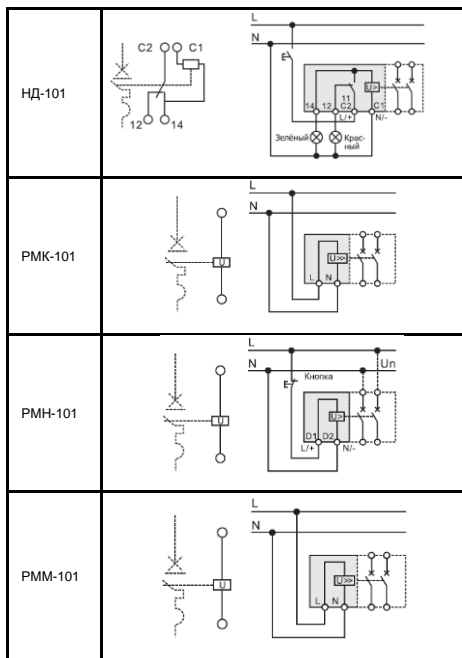 НД-101
C2
C1
12
14
L
N
U>
11
14
12
C2
C1
L/+
N/-
Зелёный
Крас-
ный
РМК-101
U
L
N
U>>
L
N
РМН-101
U
L
N
Un
Кнопка
U>
D1
D2
L/+
N/-
РММ-101
U
L
N
U>>
L
N